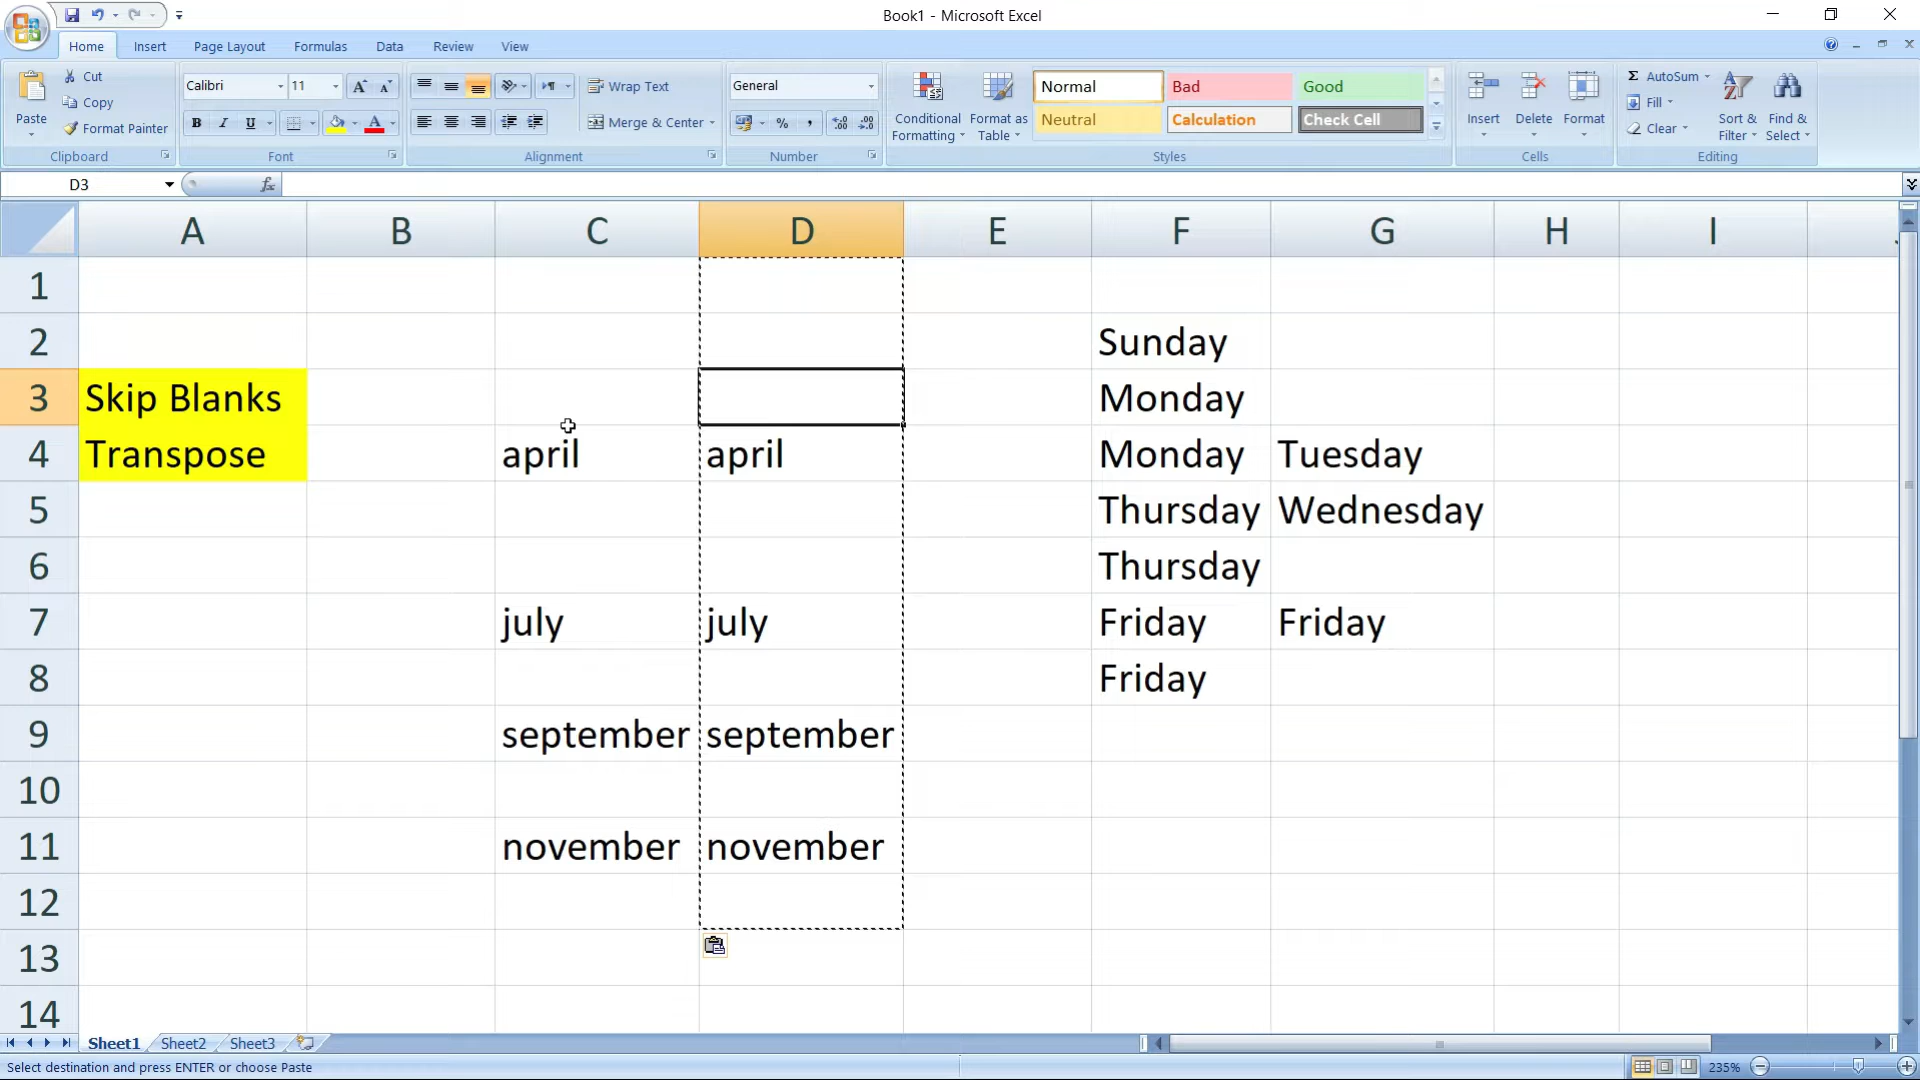 Book1 - Microsoft Excel
Home Insert Page Layout Formulas Data Review View
Paste
Cut
Copy
Format Painter
Clipboard
Calibri 11
B I U
Font
Wrap Text
Merge & Center
Alignment
General
Number
Conditional Formatting
Format as Table
Normal Bad Good
Neutral Calculation Check Cell
Styles
Insert Delete Format
Cells
Σ AutoSum
Fill
Clear
Sort & Filter
Find & Select
Editing
D3 fx
A B C D E F G H I
1
2 Sunday
3 Skip Blanks Monday
4 Transpose april april Monday Tuesday
5 Thursday Wednesday
6 Thursday
7 july july Friday Friday
8 Friday
9 september september
10
11 november november
12
13
14
Sheet1 Sheet2 Sheet3
Select destination and press ENTER or choose Paste 235%